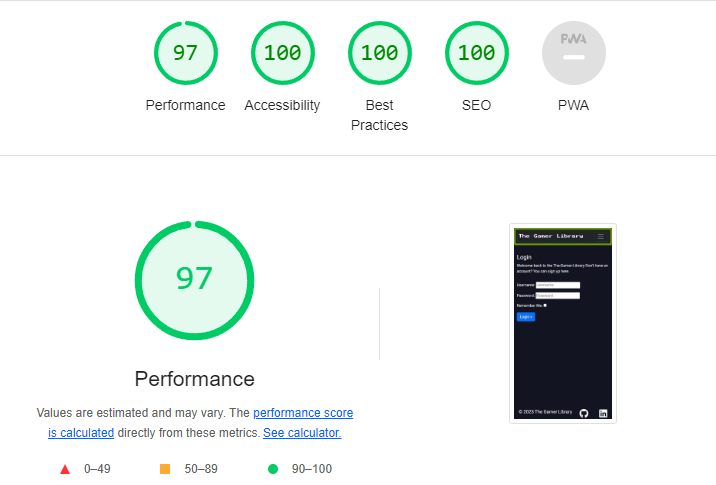 97
100
100
100
PWA
Performance
Accessibility
Best
Practices
SEO
PWA
97
Performance
Values are estimated and may vary. The performance score
is calculated directly from these metrics. See calculator.
0–49
50–89
90–100
The Gamer Library
Login
Welcome back to the The Gamer Library Don't have an
account? You can sign up here
Username
Username
Password
Password
Remember Me
Login »
© 2023 The Gamer Library